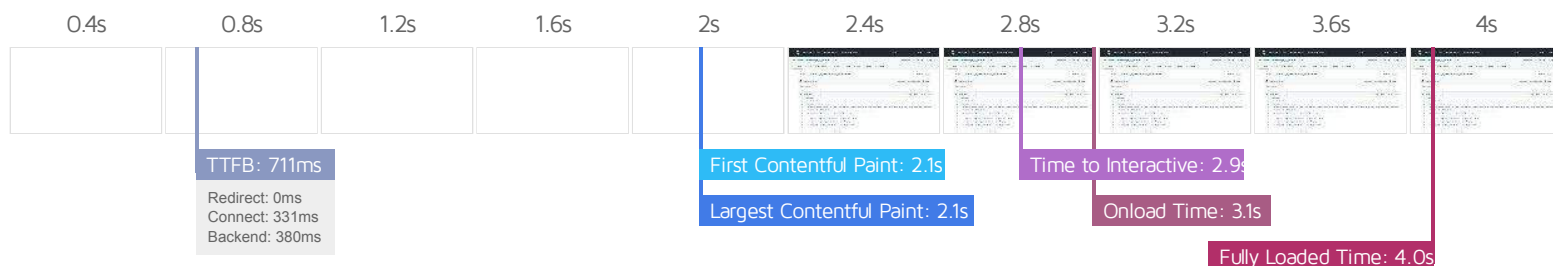 0.4s 0.8s 1.2s 1.6s 2s 2.4s 2.8s 3.2s 3.6s 4s
TTFB: 711ms
Redirect: 0ms
Connect: 331ms
Backend: 380ms
First Contentful Paint: 2.1s
Largest Contentful Paint: 2.1s
Time to Interactive: 2.9s
Onload Time: 3.1s
Fully Loaded Time: 4.0s